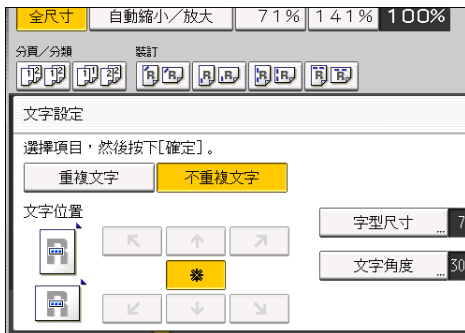 全尺寸 自動縮小／放大 71% 141% 100%
分頁／分類 裝訂
文字設定
選擇項目，然後按下[確定]。
重複文字 不重複文字
文字位置
字型尺寸 ... 7
文字角度 ... 30